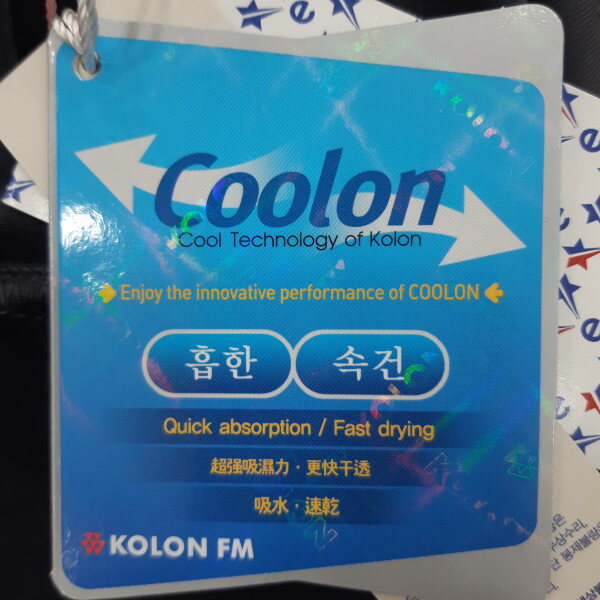 Coolon
Cool Technology of Kolon
Enjoy the innovative performance of COOLON
흡한 속건
Quick absorption / Fast drying
超强吸濕力·更快干透
吸水·速乾
KOLON FM